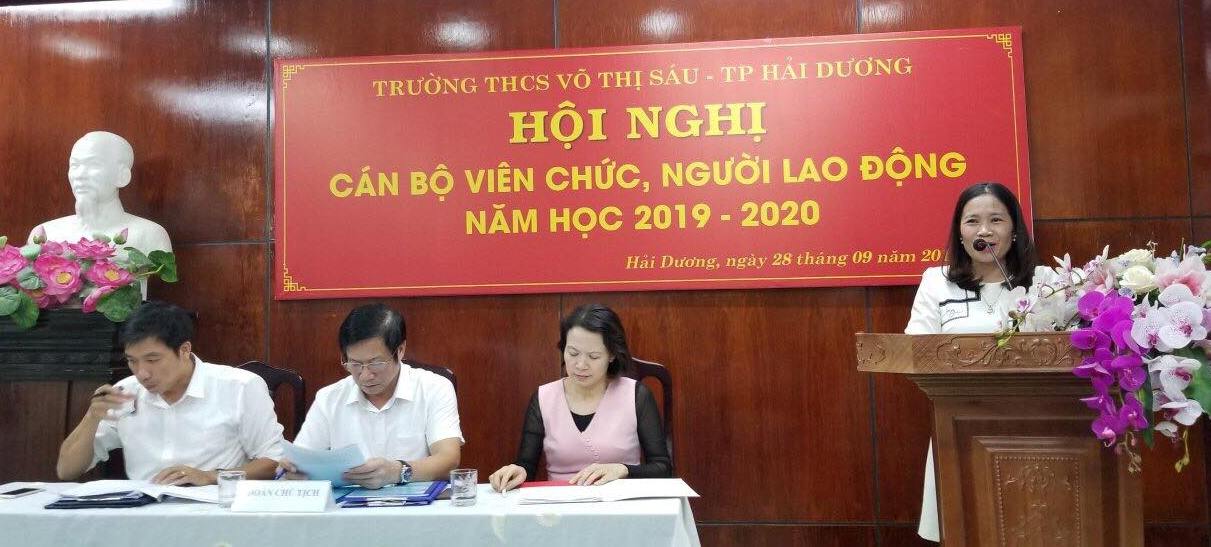 TRƯỜNG THCS VÕ THỊ SÁU - TP HẢI DƯƠNG
HỘI NGHỊ
CÁN BỘ VIÊN CHỨC, NGƯỜI LAO ĐỘNG
NĂM HỌC 2019 - 2020
Hải Dương, ngày 28 tháng 09 năm 20
ĐOÀN CHỦ TỊCH